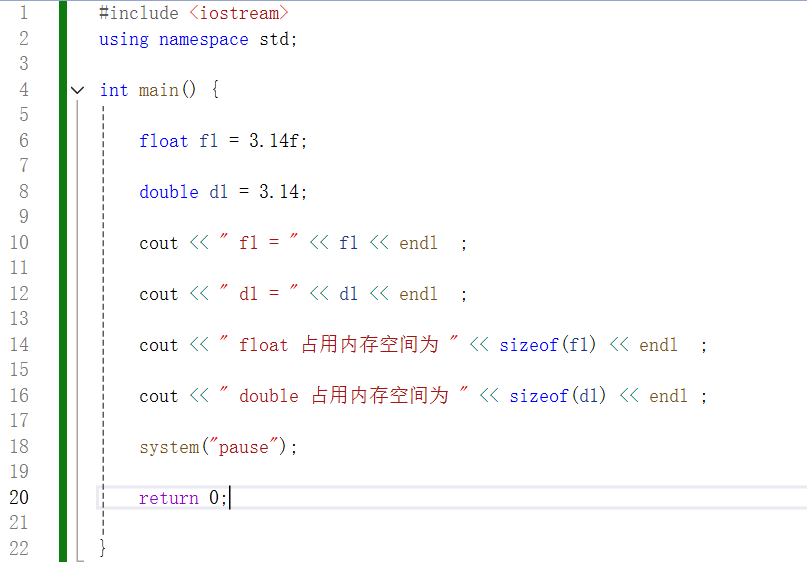 1 #include <iostream>
2 using namespace std;
3
4 int main() {
5
6 float f1 = 3.14f;
7
8 double d1 = 3.14;
9
10 cout << " f1 = " << f1 << endl  ;
11
12 cout << " d1 = " << d1 << endl  ;
13
14 cout << " float 占用内存空间为 " << sizeof(f1) << endl  ;
15
16 cout << " double 占用内存空间为 " << sizeof(d1) << endl ;
17
18 system("pause");
19
20 return 0;
21
22 }